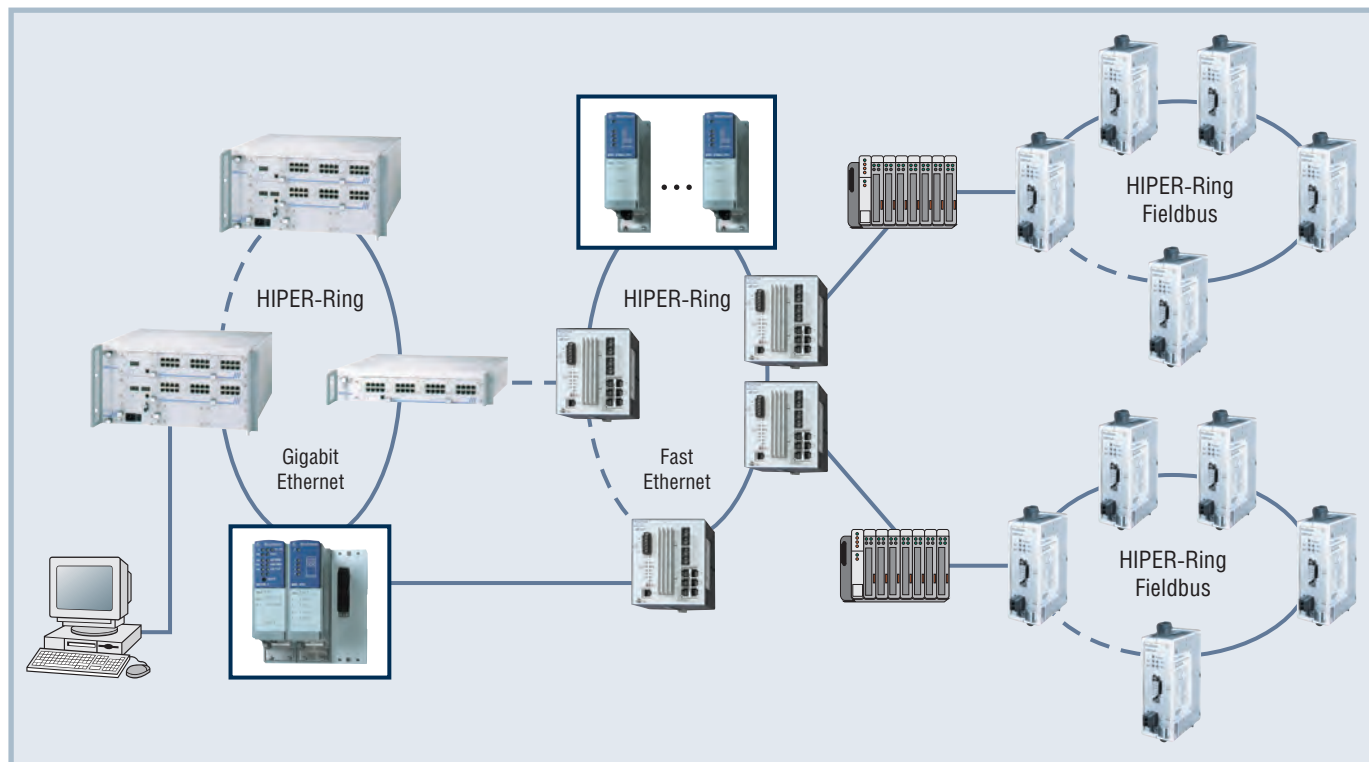 HIPER-Ring
Gigabit
Ethernet
HIPER-Ring
Fast
Ethernet
HIPER-Ring
Fieldbus
HIPER-Ring
Fieldbus